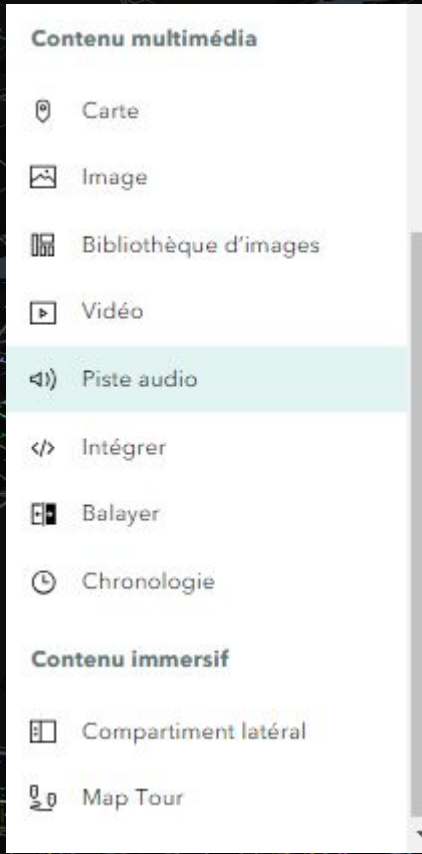 Contenu multimédia
Carte
Image
Bibliothèque d'images
Vidéo
Piste audio
Intégrer
Balayer
Chronologie
Contenu immersif
Compartiment latéral
Map Tour